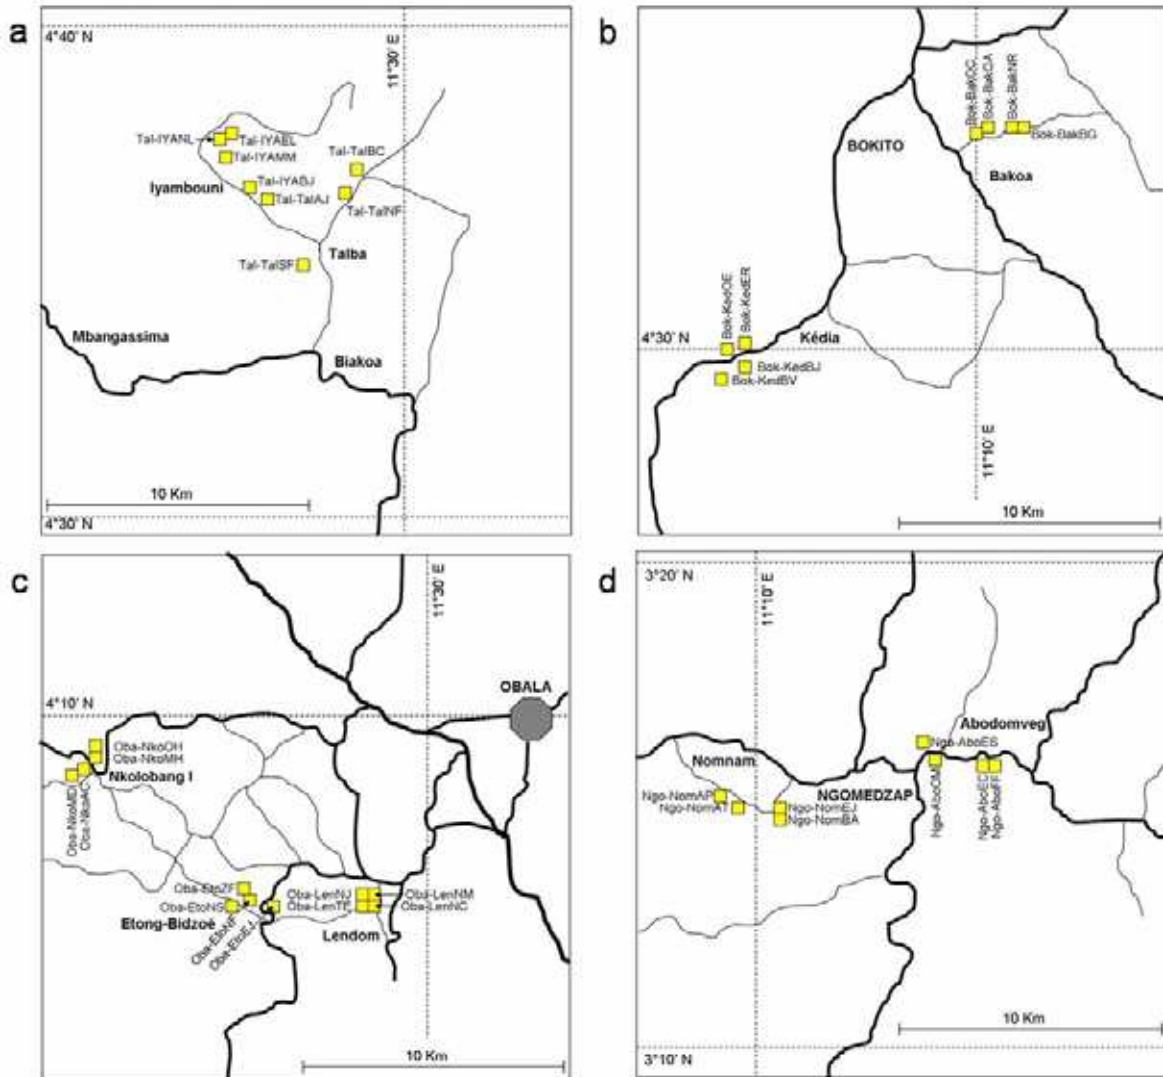 a
4°40' N
11°30' E
Tal-IYANL
Tal-IYAEL
Tal-IYAMM
Tal-TalBC
Iyambouni
Tal-IYABJ
Tal-TalAJ
Tal-TalNF
Talba
Tal-TalSF
Mbangassima
Biakoa
10 Km
4°30' N
b
Bok-BakOC
Bok-BakOA
Bok-BakNR
Bok-BakBG
BOKITO
Bakoa
Bok-KedOE
Bok-KedER
4°30' N
Kédia
Bok-KedBJ
Bok-KedBV
11°10' E
10 Km
c
11°30' E
OBALA
4°10' N
Oba-NkoOH
Oba-NkoMH
Nkolobang I
Oba-NkoMD
Oba-NkoAC
Oba-EtoZF
Oba-EtoNS
Etong-Bidzoé
Oba-EtoNF
Oba-EtoEJ
Oba-LenNJ
Oba-LenNM
Oba-LenTE
Oba-LenNC
Lendom
10 Km
d
3°20' N
11°10' E
Abodomveg
Ngo-AboES
Nomnam
NGOMEDZAP
Ngo-NomAP
Ngo-NomAT
Ngo-NomEJ
Ngo-NomBA
Ngo-AboOM
Ngo-AboEC
Ngo-AboFF
10 Km
3°10' N